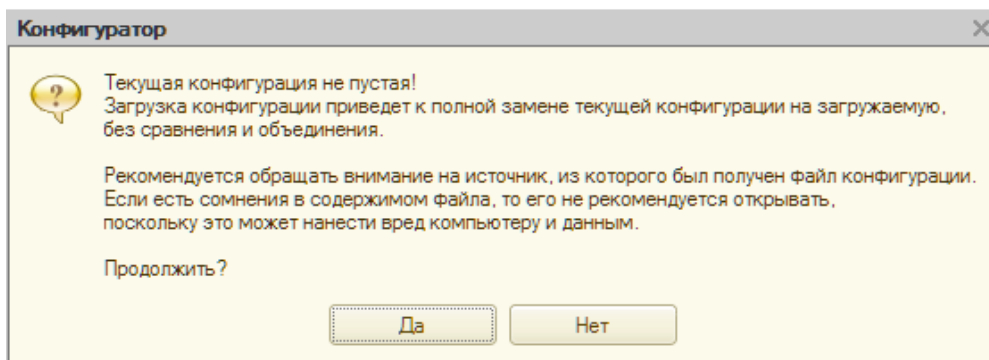 Конфигуратор
Текущая конфигурация не пустая!
Загрузка конфигурации приведет к полной замене текущей конфигурации на загружаемую,
без сравнения и объединения.
Рекомендуется обращать внимание на источник, из которого был получен файл конфигурации.
Если есть сомнения в содержимом файла, то его не рекомендуется открывать,
поскольку это может нанести вред компьютеру и данным.
Продолжить?
Да Нет